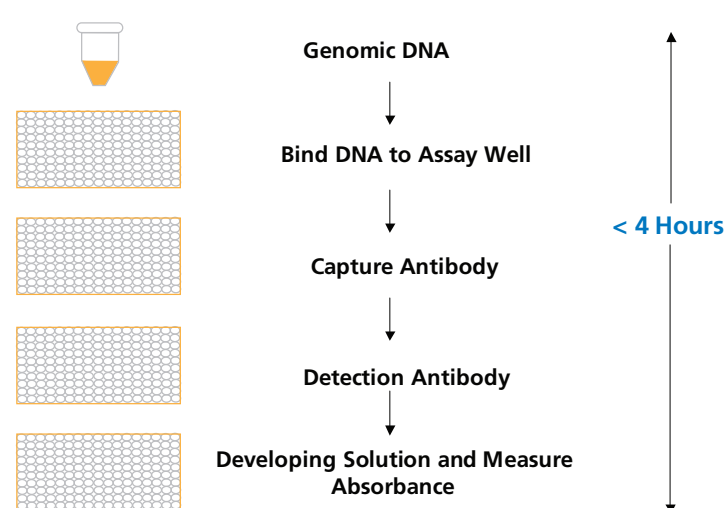 Genomic DNA
Bind DNA to Assay Well
< 4 Hours
Capture Antibody
Detection Antibody
Developing Solution and Measure
Absorbance